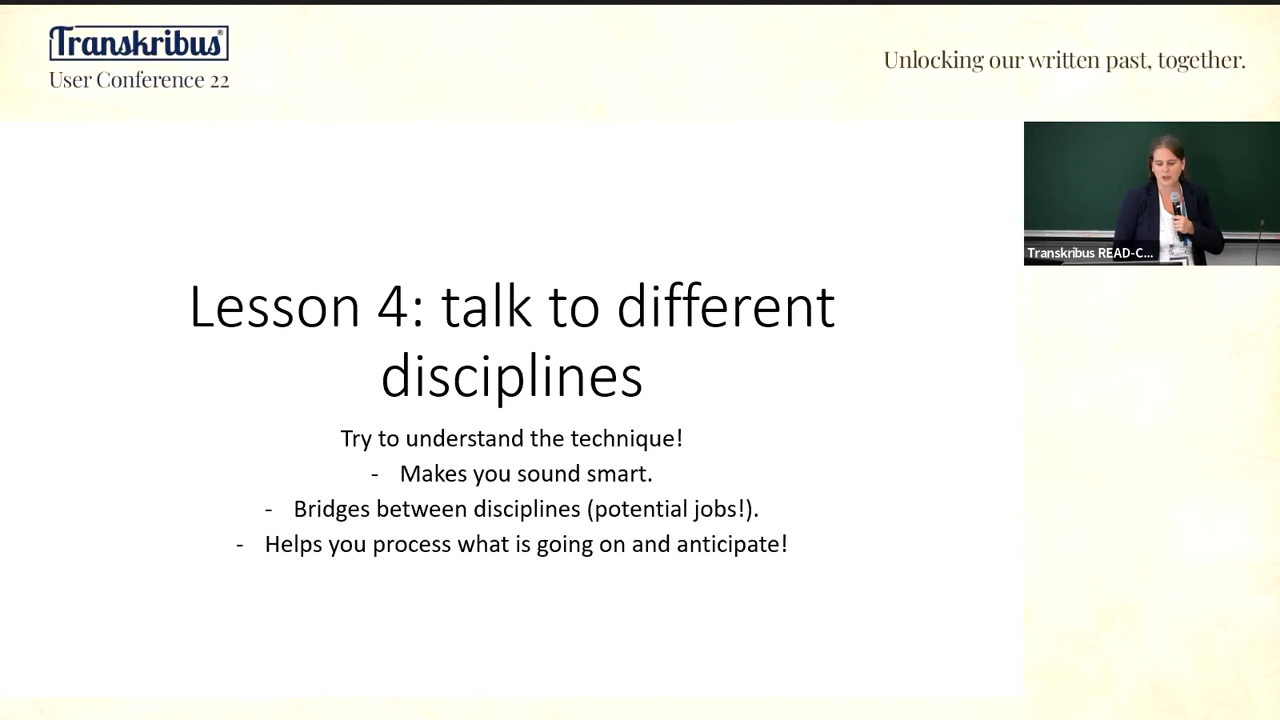 Transkribus®
User Conference 22
Unlocking our written past, together.
Transkribus READ-C...
Lesson 4: talk to different
disciplines
Try to understand the technique!
- Makes you sound smart.
- Bridges between disciplines (potential jobs!).
- Helps you process what is going on and anticipate!